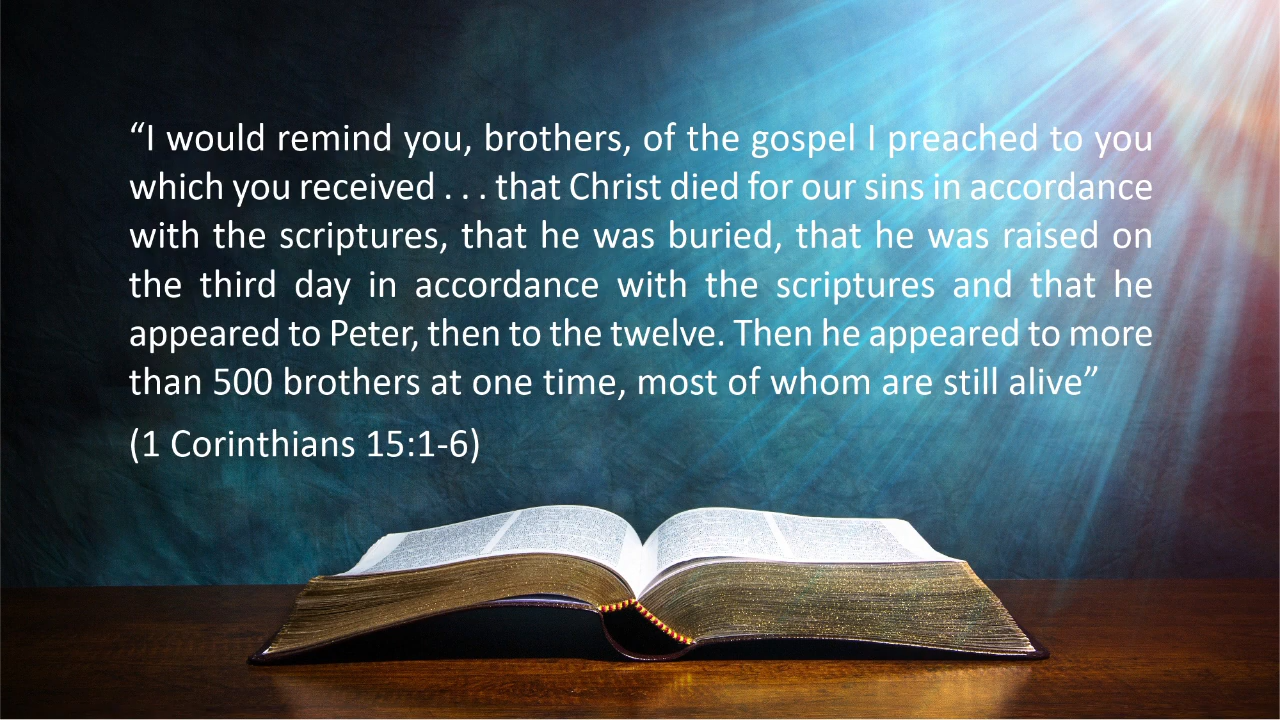 “I would remind you, brothers, of the gospel I preached to you
which you received . . . that Christ died for our sins in accordance
with the scriptures, that he was buried, that he was raised on
the third day in accordance with the scriptures and that he
appeared to Peter, then to the twelve. Then he appeared to more
than 500 brothers at one time, most of whom are still alive”
(1 Corinthians 15:1-6)